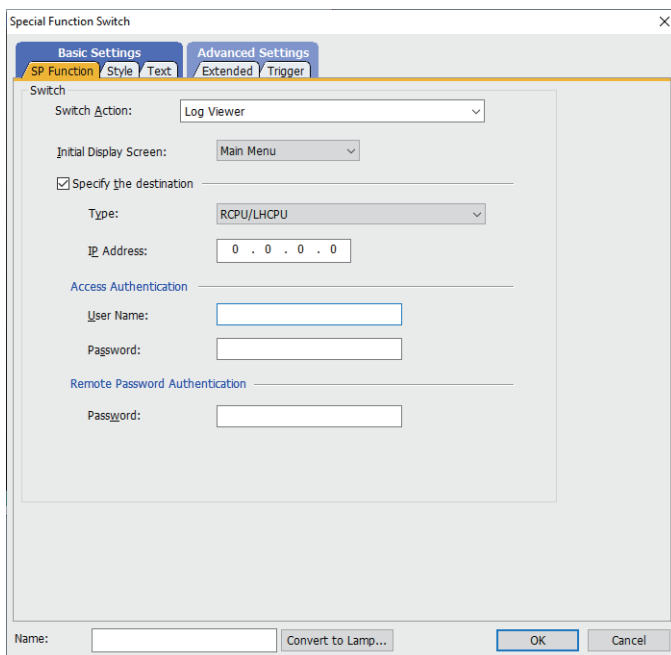 Special Function Switch
Basic Settings Advanced Settings
SP Function Style Text Extended Trigger
Switch
Switch Action: Log Viewer
Initial Display Screen: Main Menu
Specify the destination
Type: RCPU/LHCPU
IP Address: 0 . 0 . 0 . 0
Access Authentication
User Name:
Password:
Remote Password Authentication
Password:
Name: Convert to Lamp... OK Cancel